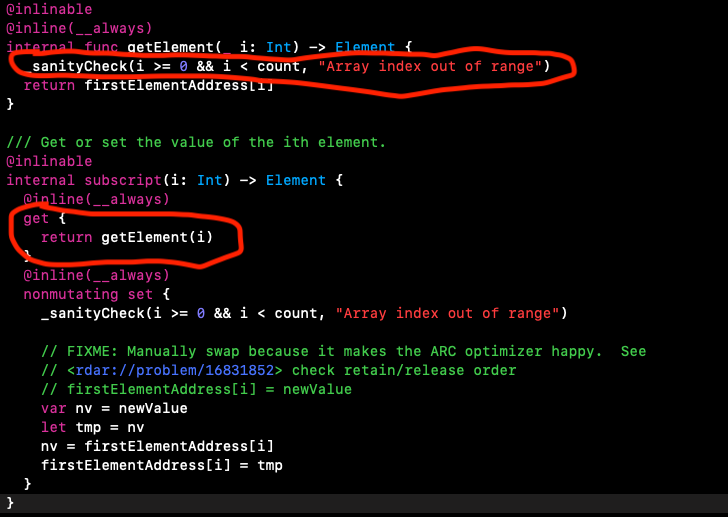 @inlinable
@inline(__always)
internal func getElement(_ i: Int) -> Element {
_sanityCheck(i >= 0 && i < count, "Array index out of range")
return firstElementAddress[i]
}
/// Get or set the value of the ith element.
@inlinable
internal subscript(i: Int) -> Element {
@inline(__always)
get {
return getElement(i)
}
@inline(__always)
nonmutating set {
_sanityCheck(i >= 0 && i < count, "Array index out of range")
// FIXME: Manually swap because it makes the ARC optimizer happy.  See
// <rdar://problem/16831852> check retain/release order
// firstElementAddress[i] = newValue
var nv = newValue
let tmp = nv
nv = firstElementAddress[i]
firstElementAddress[i] = tmp
}
}